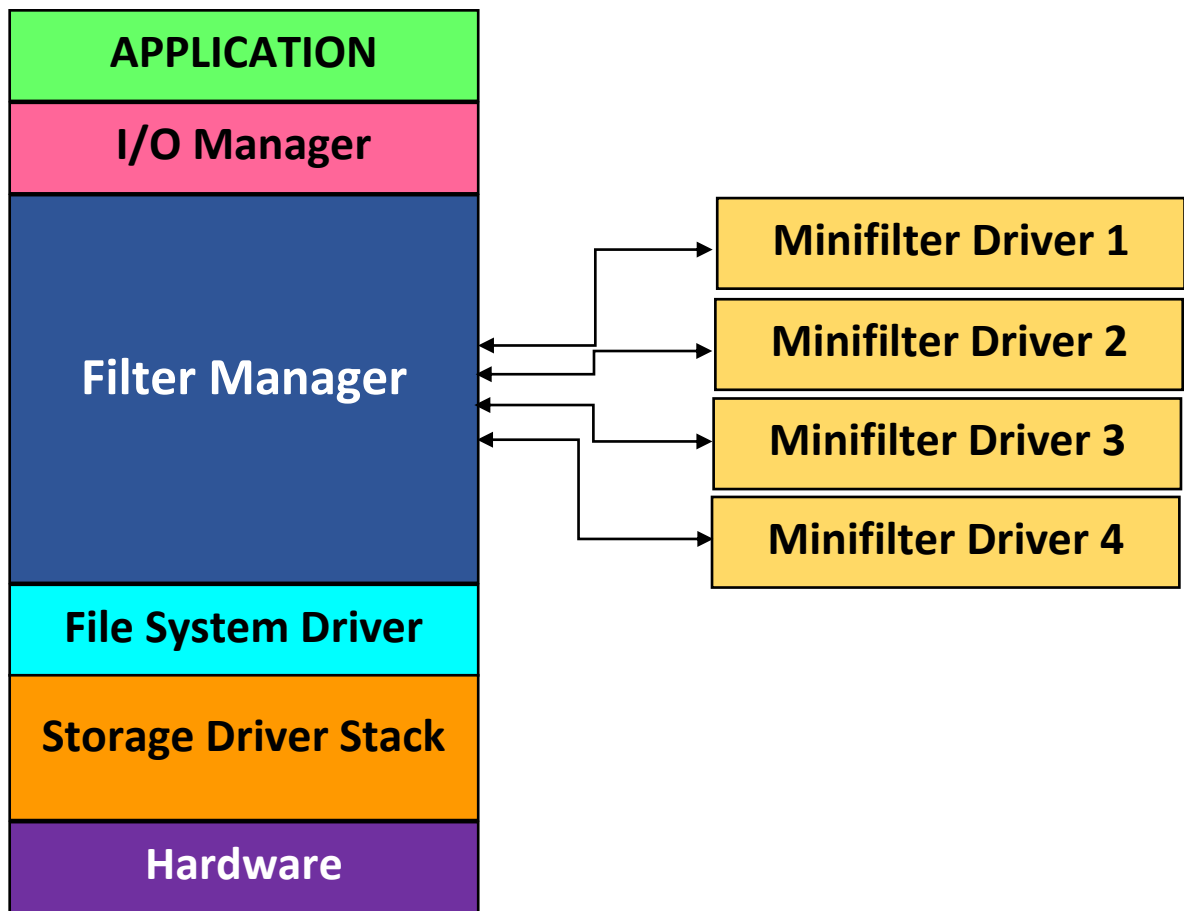 APPLICATION
I/O Manager
Filter Manager
File System Driver
Storage Driver Stack
Hardware
Minifilter Driver 1
Minifilter Driver 2
Minifilter Driver 3
Minifilter Driver 4